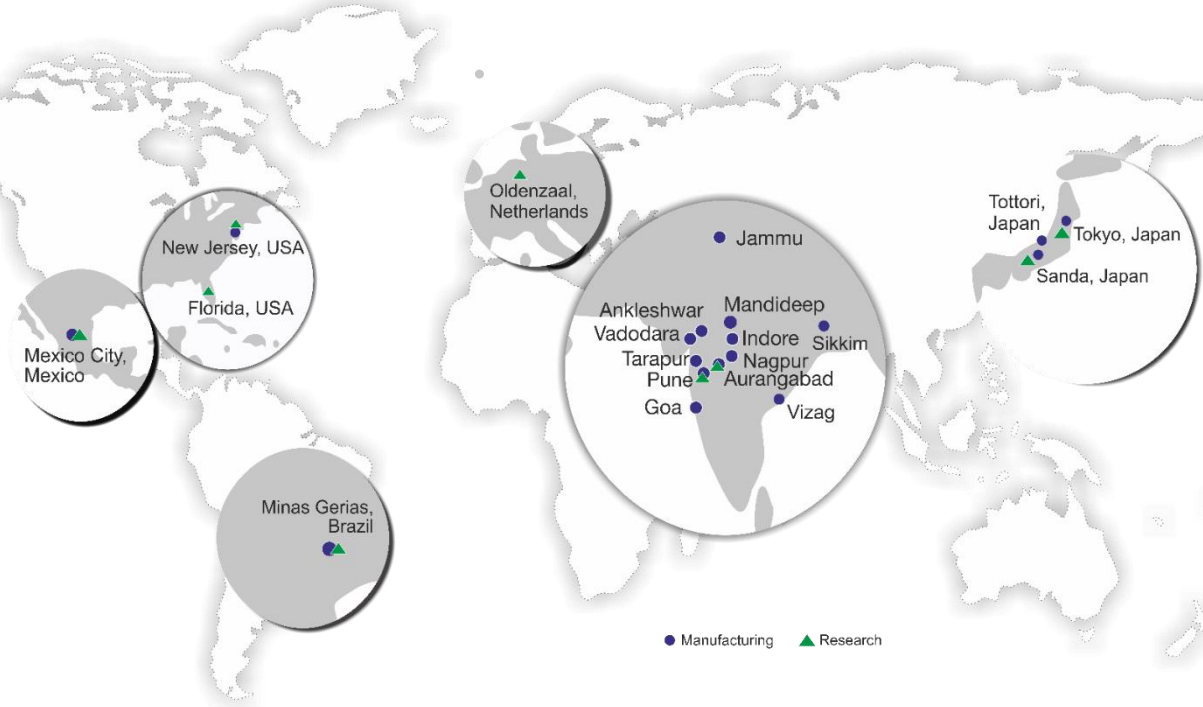 New Jersey, USA
Florida, USA
Mexico City,
Mexico
Minas Gerias,
Brazil
Oldenzaal,
Netherlands
Jammu
Ankleshwar
Mandideep
Vadodara
Indore
Sikkim
Tarapur
Nagpur
Pune
Aurangabad
Goa
Vizag
Tottori,
Japan
Tokyo, Japan
Sanda, Japan
Manufacturing
Research